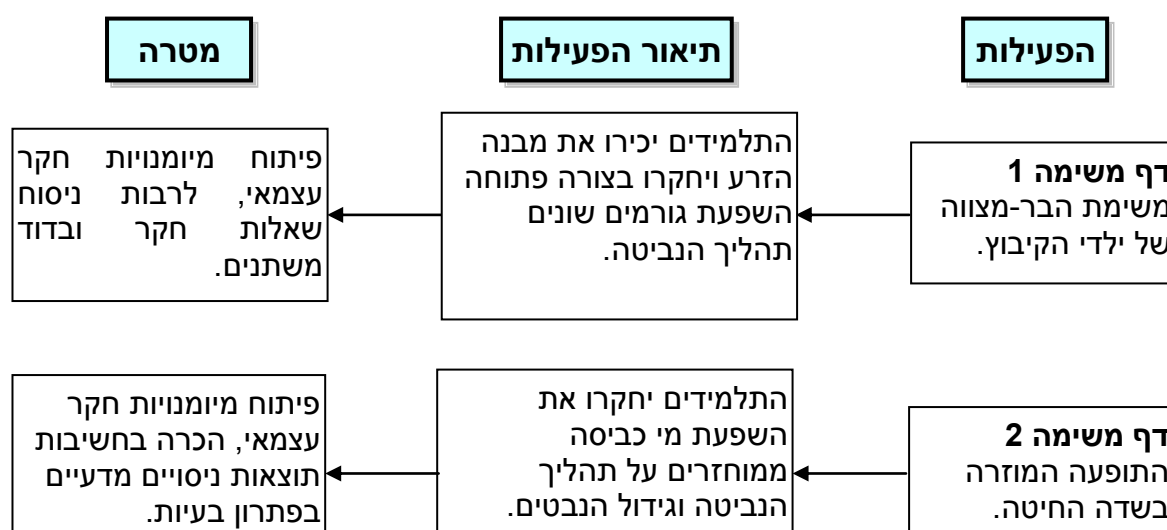 הפעילות
תיאור הפעילות
מטרה
דף משימה 1
משימת הבר-מצווה
של ילדי הקיבוץ.
התלמידים יכירו את מבנה
הזרע ויחקרו בצורה פתוחה
השפעת גורמים שונים
תהליך הנביטה.
פיתוח מיומנויות חקר
עצמאי, לרבות ניסוח
שאלות חקר ובדוד
משתנים.
דף משימה 2
התופעה המוזרה
בשדה החיטה.
התלמידים יחקרו את
השפעת מי כביסה
ממוחזרים על תהליך
הנביטה וגידול הנבטים.
פיתוח מיומנויות חקר
עצמאי, הכרה בחשיבות
תוצאות ניסויים מדעיים
בפתרון בעיות.